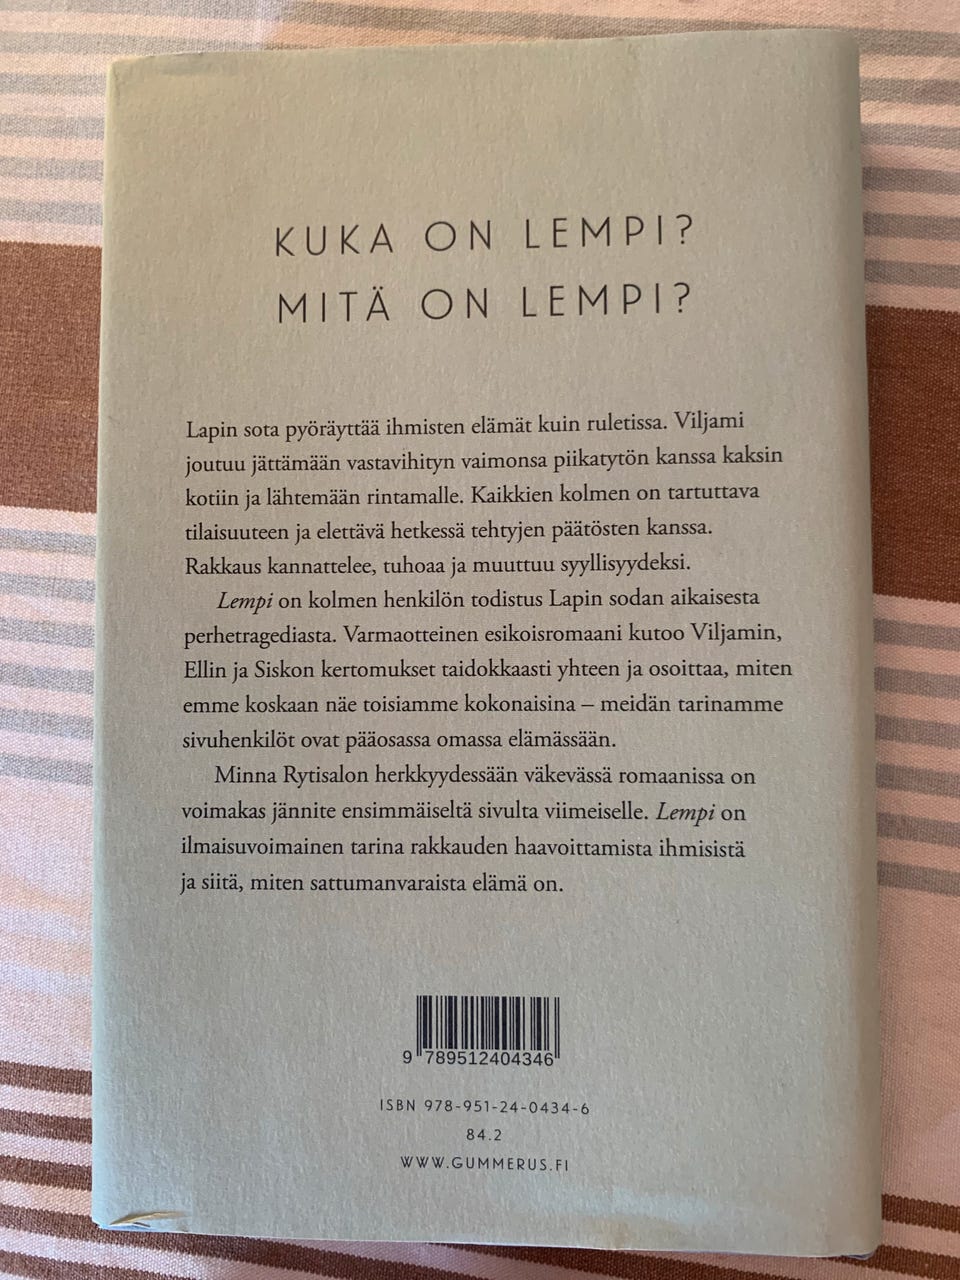 KUKA ON LEMPI?
MITÄ ON LEMPI?
Lapin sota pyöräyttää ihmisten elämät kuin ruletissa. Viljami
joutuu jättämään vastavihityn vaimonsa piikatytön kanssa kaksin
kotiin ja lähtemään rintamalle. Kaikkien kolmen on tartuttava
tilaisuuteen ja elettävä hetkessä tehtyjen päätösten kanssa.
Rakkaus kannattelee, tuhoaa ja muuttuu syyllisyydeksi.
Lempi on kolmen henkilön todistus Lapin sodan aikaisesta
perhetragediasta. Varmaotteinen esikoisromaani kutoo Viljamin,
Ellin ja Siskon kertomukset taidokkaasti yhteen ja osoittaa, miten
emme koskaan näe toisiamme kokonaisina – meidän tarinamme
sivuhenkilöt ovat pääosassa omassa elämässään.
Minna Rytisalon herkkyydessään väkevässä romaanissa on
voimakas jännite ensimmäiseltä sivulta viimeiselle. Lempi on
ilmaisuvoimainen tarina rakkauden haavoittamista ihmisistä
ja siitä, miten sattumanvaraista elämä on.
9 789512404346
ISBN 978-951-24-0434-6
84.2
WWW.GUMMERUS.FI